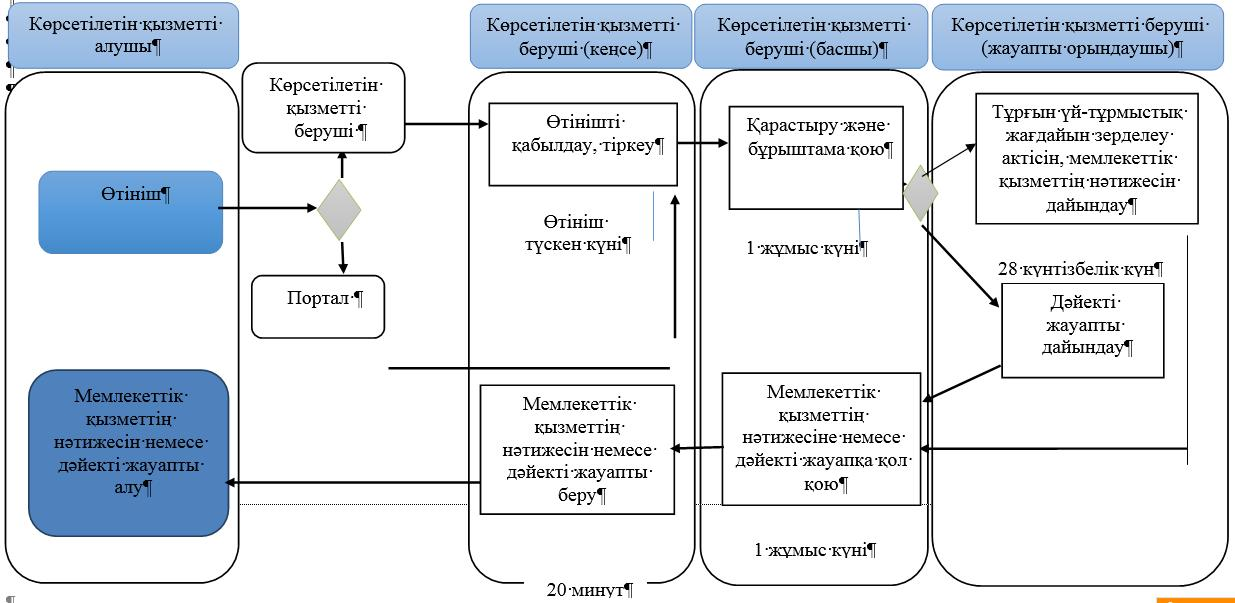 Көрсетілетін қызметті
алушы¶
Көрсетілетін қызметті
беруші (кеңсе)¶
Көрсетілетін қызметті
беруші (басшы)¶
Көрсетілетін қызметті беруші
(жауапты орындаушы)¶
Көрсетілетін
қызметті
беруші ¶
Өтініш¶
Портал ¶
Мемлекеттік
қызметтің
нәтижесін немесе
дәйекті жауапты
алу¶
Өтінішті
қабылдау, тіркеу¶
Өтініш
түскен күні¶
Мемлекеттік
қызметтің
нәтижесін немесе
дәйекті жауапты
беру¶
20 минут¶
Қарастыру және
бұрыштама қою¶
1 жұмыс күні¶
Мемлекеттік
қызметтің
нәтижесіне немесе
дәйекті жауапқа қол
қою¶
1 жұмыс күні¶
Тұрғын үй-тұрмыстық
жағдайын зерделеу
актісін, мемлекеттік
қызметтің нәтижесін
дайындау¶
28 күнтізбелік күн¶
Дәйекті
жауапты
дайындау¶